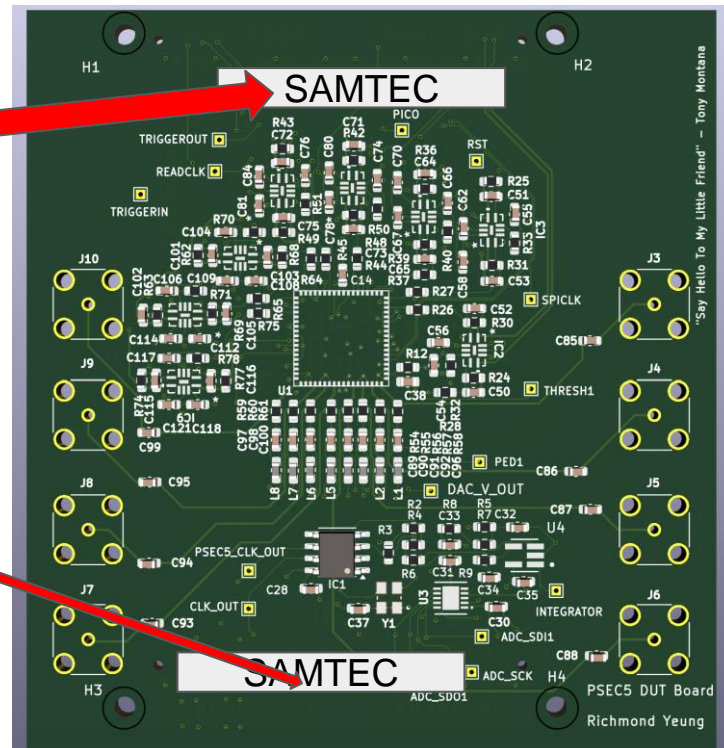 H1
H2
SAMTEC
PICO
R43
C72
C71
R42
TRIGGEROUT
READCLK
TRIGGERIN
C84
C76
C80
C74
C70
R36
C64
C66
RST
R25
C51
C55
IC3
R33
C81
R51
C78
C75
R49
R50
R48
C73
R44
R45
C14
C67
R39
C65
R37
R40
C62
C58
R31
C53
R70
C104
C101
R62
R68
C103
C108
R64
J10
C102
R63
C106
C109
R71
R65
R75
C105
R69
R27
R26
C52
R30
SPICLK
J3
C114
C117
C112
R78
C56
IC2
C85
J9
R77
C116
R12
C38
R24
C50
THRESH1
J4
R74
C115
IC9
C121
C118
U1
C54
R32
R28
C99
R59
R60
R61
C97
C98
C100
C89
R54
C90
R55
C91
R56
C92
R57
C96
R58
PED1
C86
C95
L8
L7
L6
L5
L2
L1
DAC_V_OUT
J8
C87
J5
R2
R4
R8
C33
R5
R7
C32
U4
R3
PSEC5_CLK_OUT
IC1
R6
C31
R9
C34
C35
C94
C28
U3
INTEGRATOR
J7
CLK_OUT
C37
Y1
C30
J6
C93
ADC_SDI1
SAMTEC
C88
ADC_SCK
H3
H4
ADC_SDO1
PSEC5 DUT Board
Richmond Yeung
"Say Hello To My Little Friend" – Tony Montana